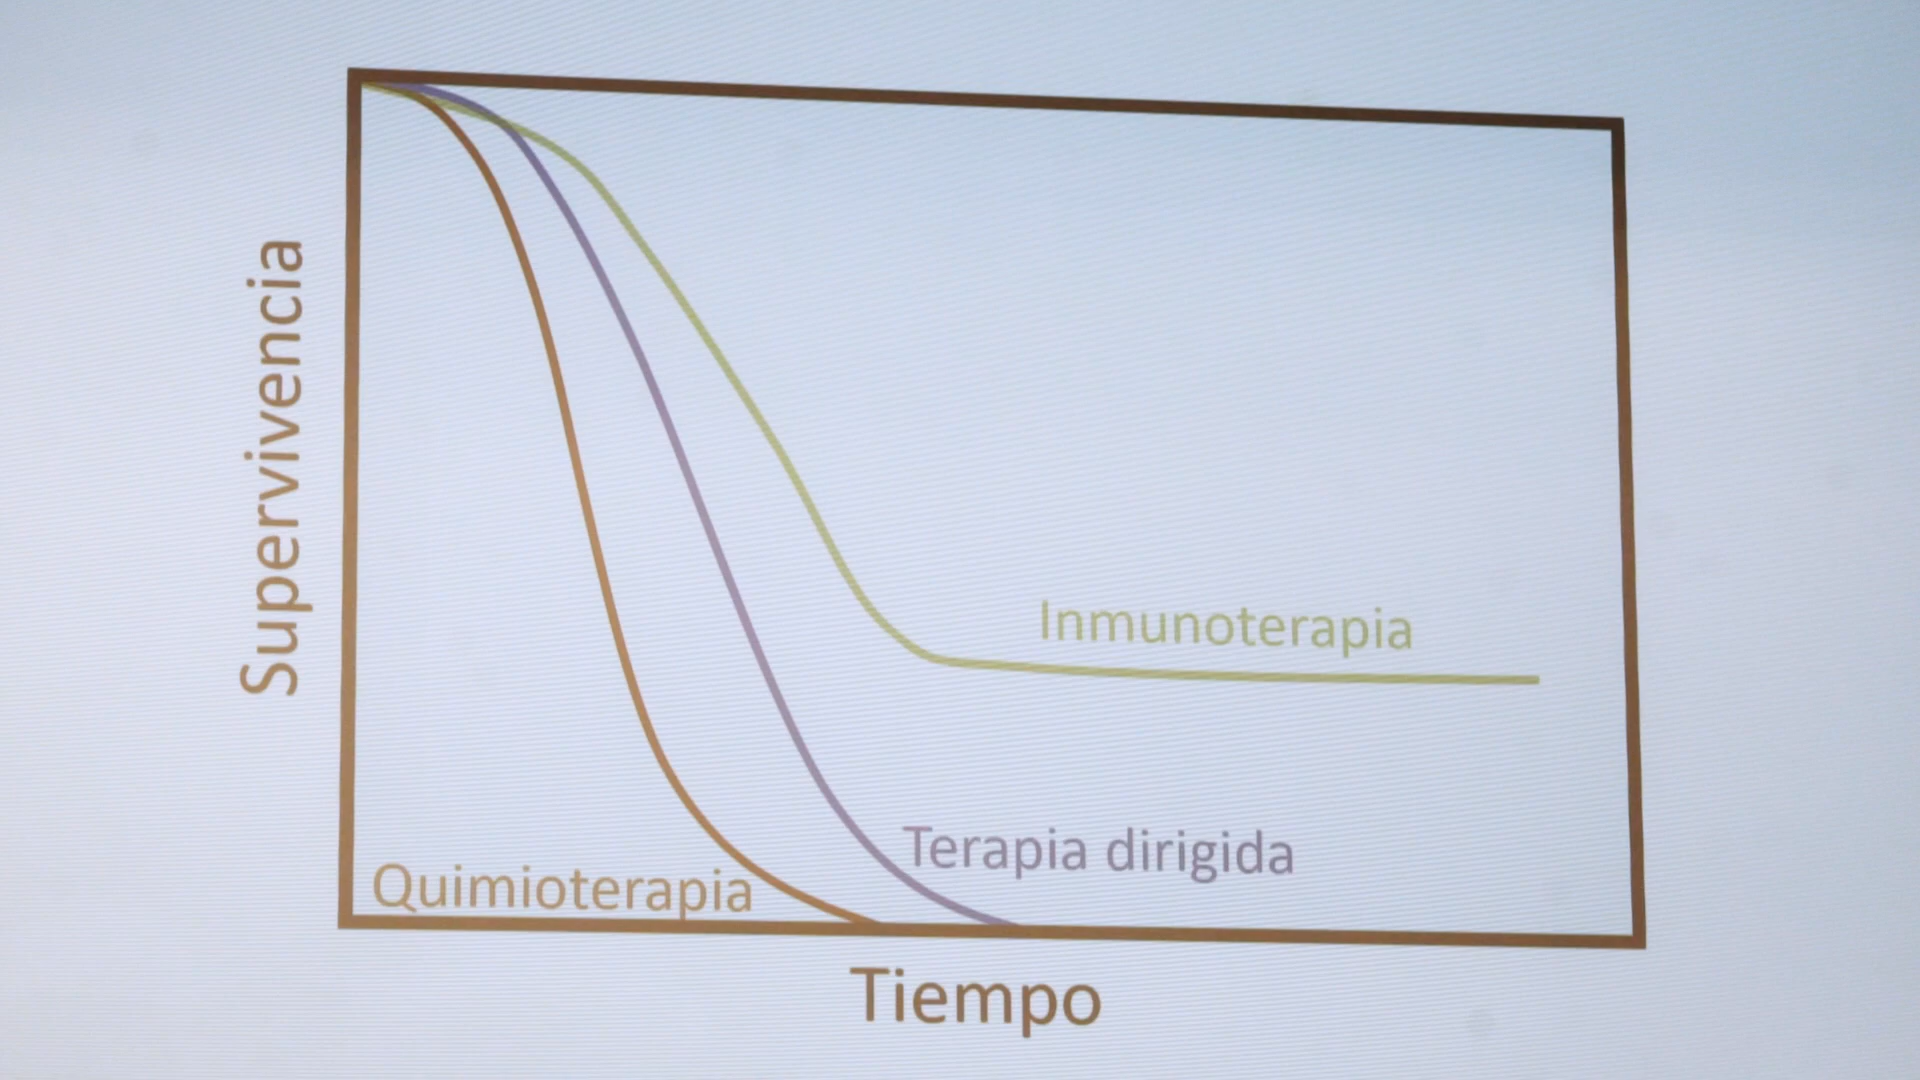 Supervivencia
Inmunoterapia
Terapia dirigida
Quimioterapia
Tiempo